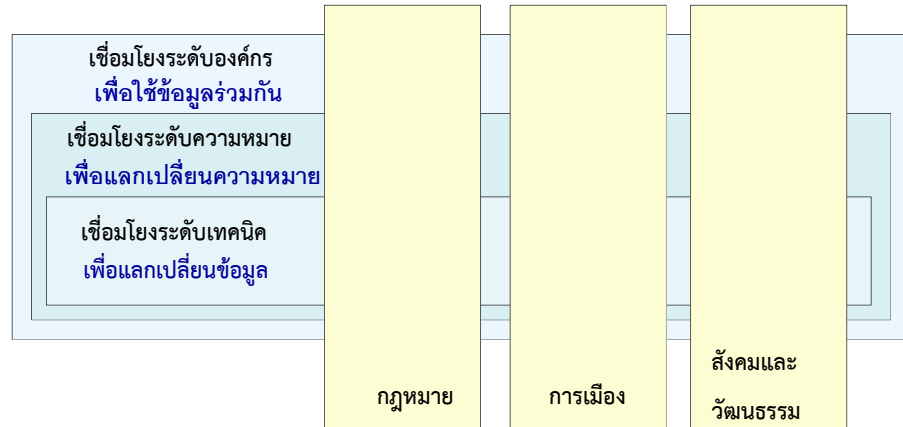 เชื่อมโยงระดับองค์กร
เพื่อใช้ข้อมูลร่วมกัน
เชื่อมโยงระดับความหมาย
เพื่อแลกเปลี่ยนความหมาย
เชื่อมโยงระดับเทคนิค
เพื่อแลกเปลี่ยนข้อมูล
กฎหมาย
การเมือง
สังคมและ
วัฒนธรรม